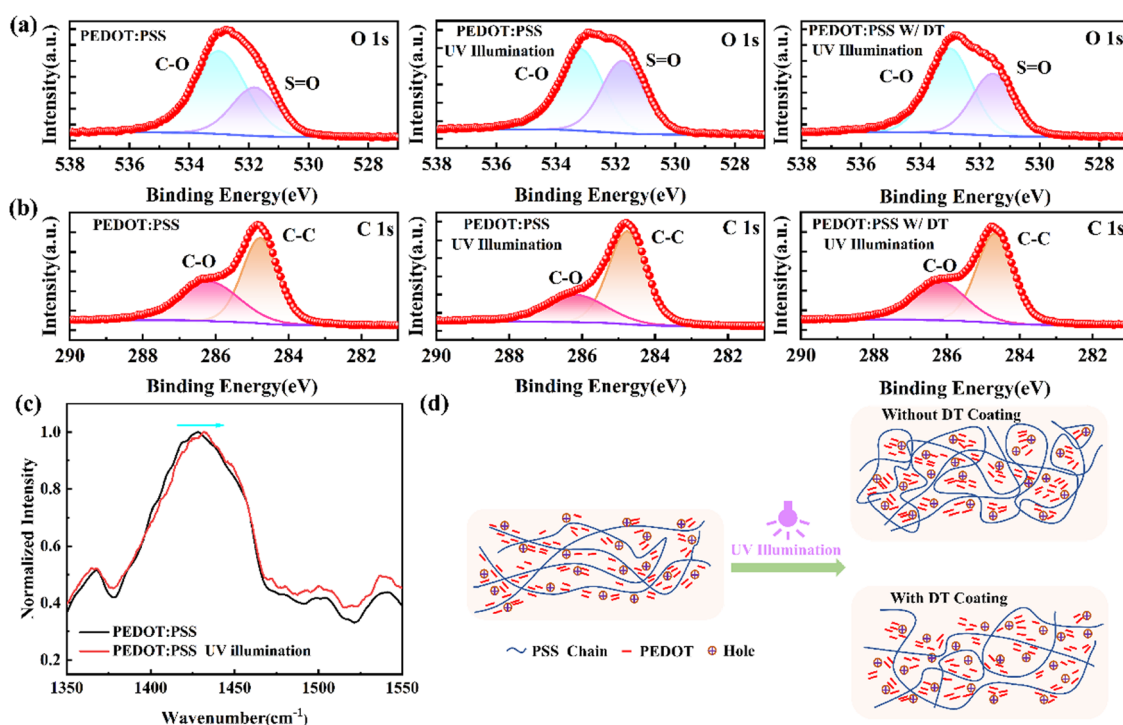 (a)
PEDOT:PSS
O 1s
C-O
S=O
Intensity(a.u.)
538 536 534 532 530 528
Binding Energy(eV)
PEDOT:PSS
UV Illumination
O 1s
C-O
S=O
Intensity(a.u.)
538 536 534 532 530 528
Binding Energy(eV)
PEDOT:PSS W/ DT
UV Illumination
O 1s
C-O
S=O
Intensity(a.u.)
538 536 534 532 530 528
Binding Energy(eV)
(b)
PEDOT:PSS
C 1s
C-C
C-O
Intensity(a.u.)
290 288 286 284 282
Binding Energy(eV)
PEDOT:PSS
UV Illumination
C 1s
C-C
C-O
Intensity(a.u.)
290 288 286 284 282
Binding Energy(eV)
PEDOT:PSS W/ DT
UV Illumination
C 1s
C-C
C-O
Intensity(a.u.)
290 288 286 284 282
Binding Energy(eV)
(c)
Normalized Intensity
1.0
0.8
0.6
0.4
0.2
PEDOT:PSS
PEDOT:PSS UV illumination
1350 1400 1450 1500 1550
Wavenumber(cm⁻¹)
(d)
Without DT Coating
UV Illumination
With DT Coating
PSS Chain PEDOT Hole